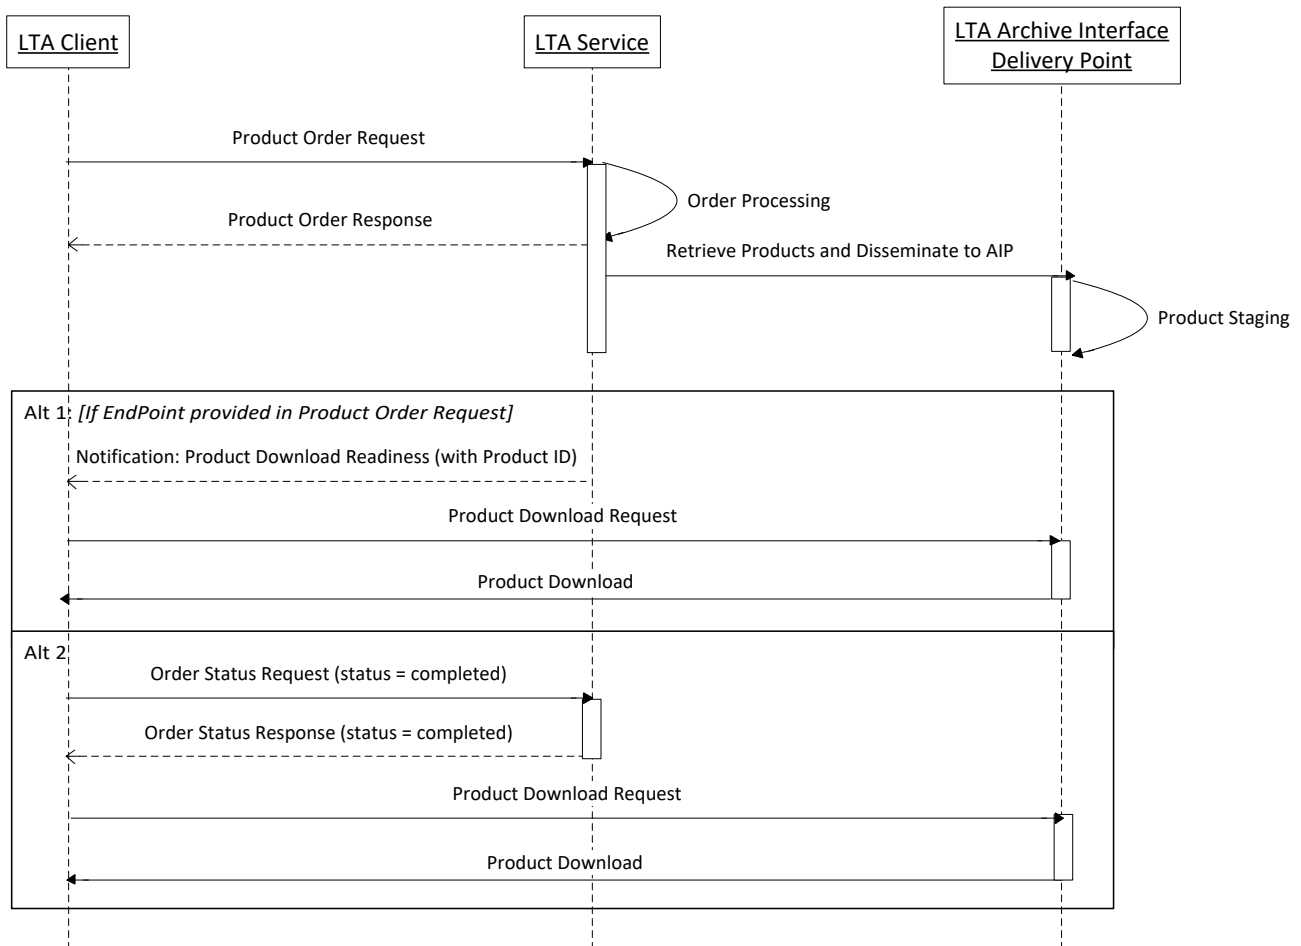 LTA Client
LTA Service
LTA Archive Interface
Delivery Point
Product Order Request
Order Processing
Product Order Response
Retrieve Products and Disseminate to AIP
Product Staging
Alt 1: [If EndPoint provided in Product Order Request]
Notification: Product Download Readiness (with Product ID)
Product Download Request
Product Download
Alt 2
Order Status Request (status = completed)
Order Status Response (status = completed)
Product Download Request
Product Download